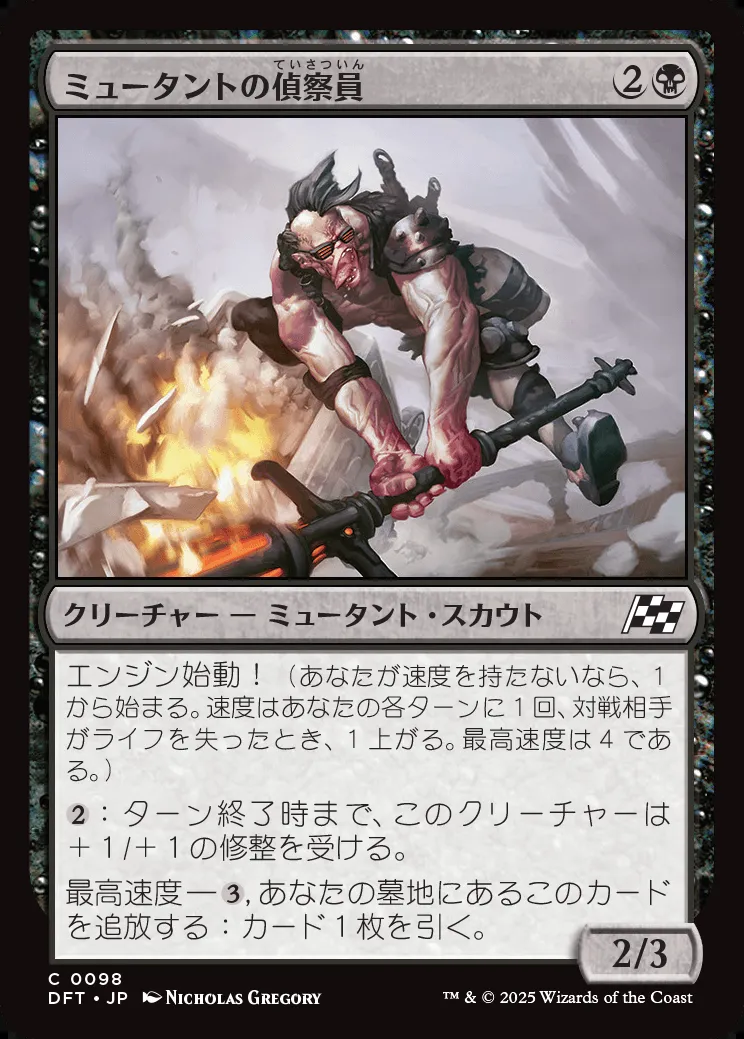 ていさついん
ミュータントの偵察員 2
クリーチャー — ミュータント・スカウト
エンジン始動！（あなたが速度を持たないなら、１
から始まる。速度はあなたの各ターンに１回、対戦相手
がライフを失ったとき、１上がる。最高速度は４であ
る。）
2：ターン終了時まで、このクリーチャーは
＋１/＋１の修整を受ける。
最高速度 — 3, あなたの墓地にあるこのカード
を追放する：カード１枚を引く。
2/3
C 0098
DFT • JP Nicholas Gregory
™ & © 2025 Wizards of the Coast